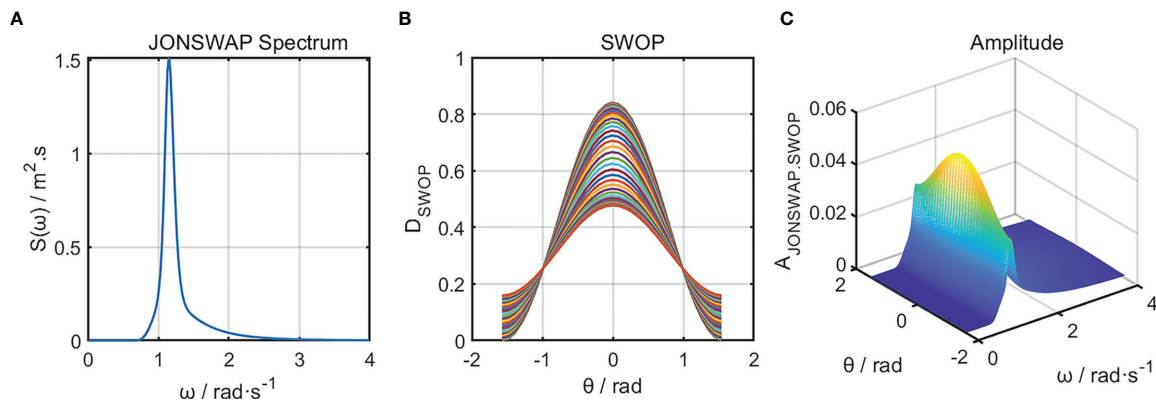 A
JONSWAP Spectrum
1.5
1
0.5
0
0 1 2 3 4
S(ω) / m².s
ω / rad·s⁻¹
B
SWOP
1
0.8
0.6
0.4
0.2
0
-2 -1 0 1 2
D_SWOP
θ / rad
C
Amplitude
0.06
0.04
0.02
0
2
0
-2
0
2
4
A_JONSWAP.SWOP
θ / rad
ω / rad·s⁻¹